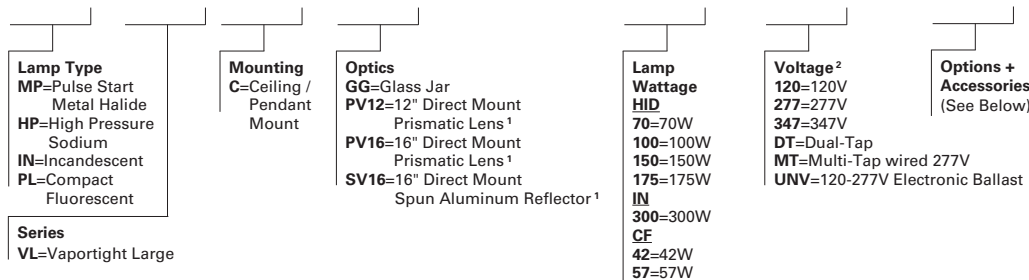 Lamp Type
MP=Pulse Start
Metal Halide
HP=High Pressure
Sodium
IN=Incandescent
PL=Compact
Fluorescent
Series
VL=Vaportight Large
Mounting
C=Ceiling /
Pendant
Mount
Optics
GG=Glass Jar
PV12=12" Direct Mount
Prismatic Lens ¹
PV16=16" Direct Mount
Prismatic Lens ¹
SV16=16" Direct Mount
Spun Aluminum Reflector ¹
Lamp
Wattage
HID
70=70W
100=100W
150=150W
175=175W
IN
300=300W
CF
42=42W
57=57W
Voltage ²
120=120V
277=277V
347=347V
DT=Dual-Tap
MT=Multi-Tap wired 277V
UNV=120-277V Electronic Ballast
Options +
Accessories
(See Below)